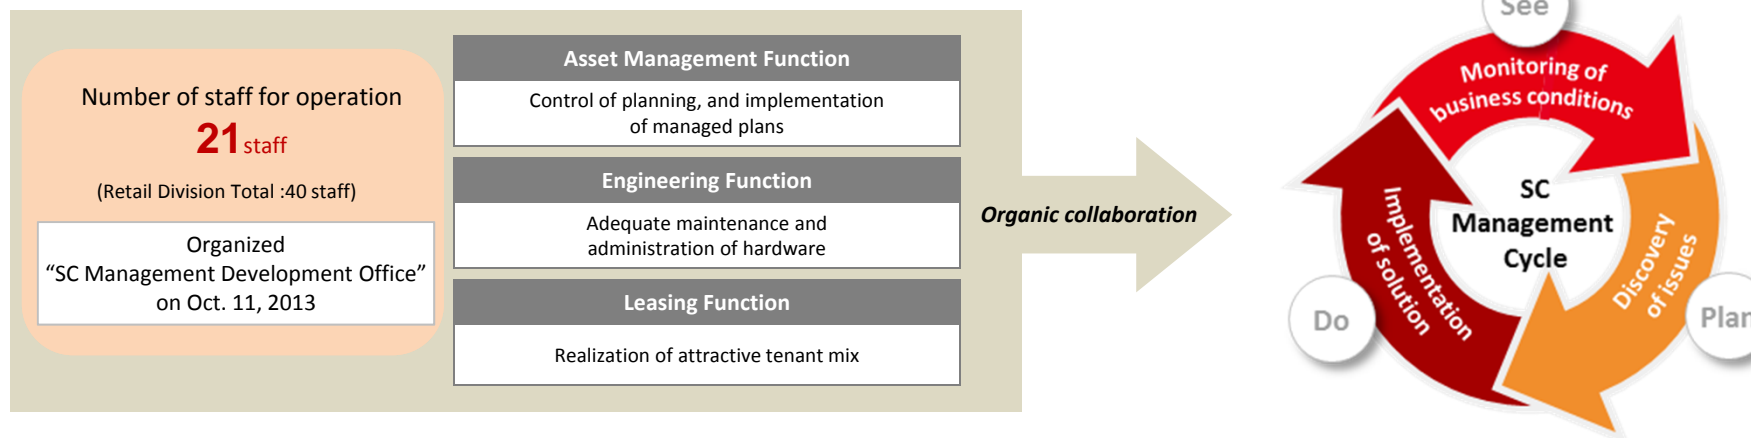 Number of staff for operation
21 staff
(Retail Division Total :40 staff)
Organized
“SC Management Development Office”
on Oct. 11, 2013
Asset Management Function
Control of planning, and implementation
of managed plans
Engineering Function
Adequate maintenance and
administration of hardware
Leasing Function
Realization of attractive tenant mix
Organic collaboration
See
Monitoring of
business conditions
SC
Management
Cycle
Discovery
of issues
Plan
Implementation
of solution
Do